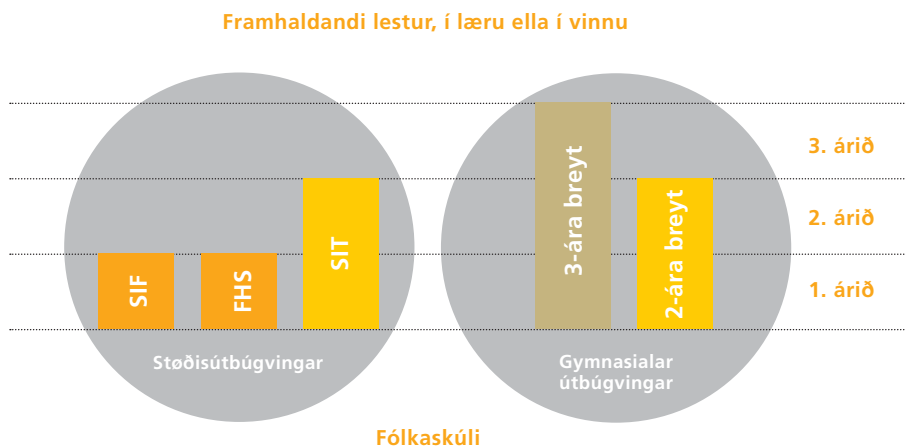 Framhaldandi lestur, í læru ella í vinnu
3. árið
2. árið
1. árið
SIF
FHS
SIT
3-ára breyt
2-ára breyt
Støðisútbúgvingar
Gymnasialar
útbúgvingar
Fólkaskúli